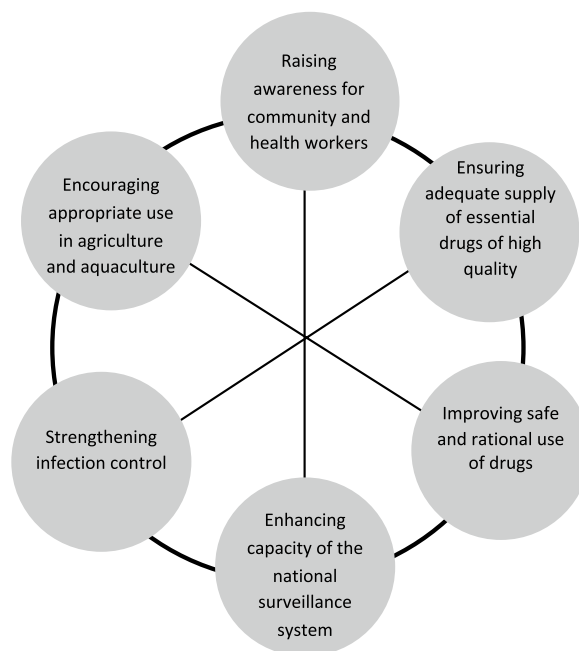 Raising
awareness for
community and
health workers
Ensuring
adequate supply
of essential
drugs of high
quality
Improving safe
and rational use
of drugs
Enhancing
capacity of the
national
surveillance
system
Strengthening
infection control
Encouraging
appropriate use
in agriculture
and aquaculture